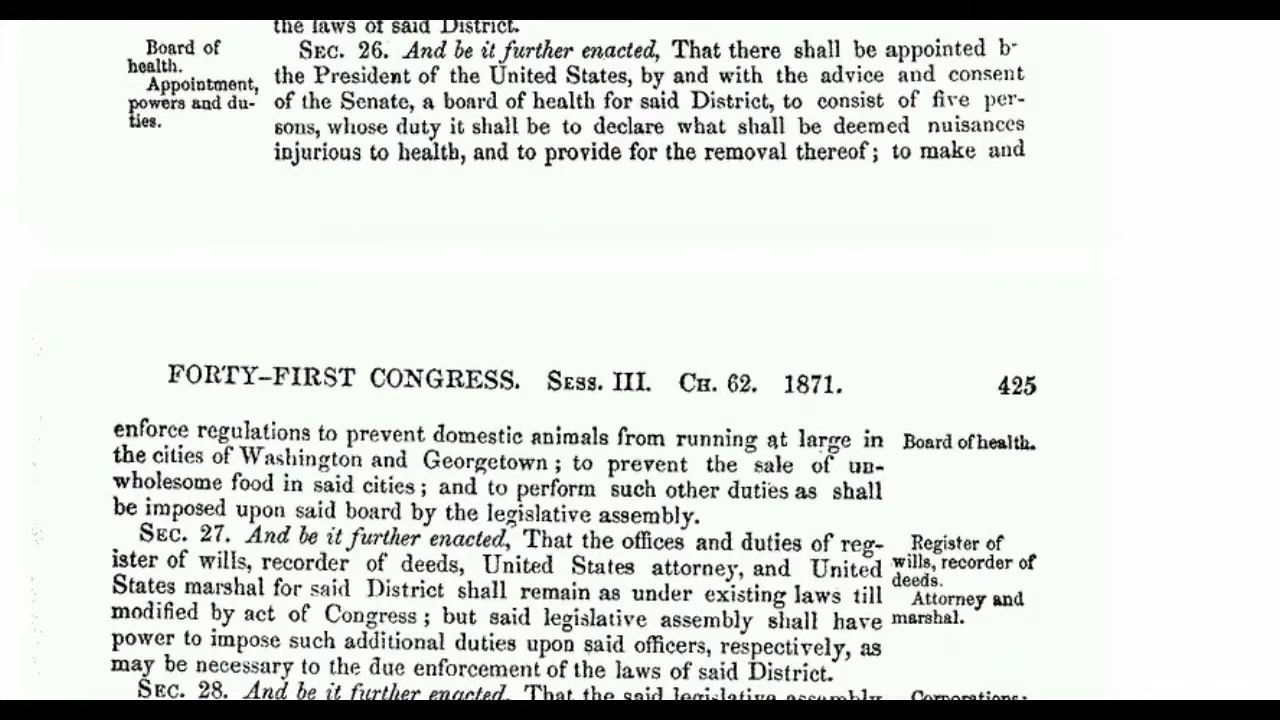 the laws of said District.
Board of
health.
Appointment,
powers and du-
ties.
SEC. 26. And be it further enacted, That there shall be appointed b
the President of the United States, by and with the advice and consent
of the Senate, a board of health for said District, to consist of five per-
sons, whose duty it shall be to declare what shall be deemed nuisances
injurious to health, and to provide for the removal thereof; to make and
FORTY-FIRST CONGRESS. SESS. III. CH. 62. 1871. 425
enforce regulations to prevent domestic animals from running at large in
the cities of Washington and Georgetown; to prevent the sale of un-
wholesome food in said cities; and to perform such other duties as shall
be imposed upon said board by the legislative assembly.
Board of health.
SEC. 27. And be it further enacted, That the offices and duties of reg-
ister of wills, recorder of deeds, United States attorney, and United
States marshal for said District shall remain as under existing laws till
modified by act of Congress; but said legislative assembly shall have
power to impose such additional duties upon said officers, respectively, as
may be necessary to the due enforcement of the laws of said District.
Register of
wills, recorder of
deeds.
Attorney and
marshal.
SEC. 28. And be it further enacted, That the said legislative assembly
Corporations;